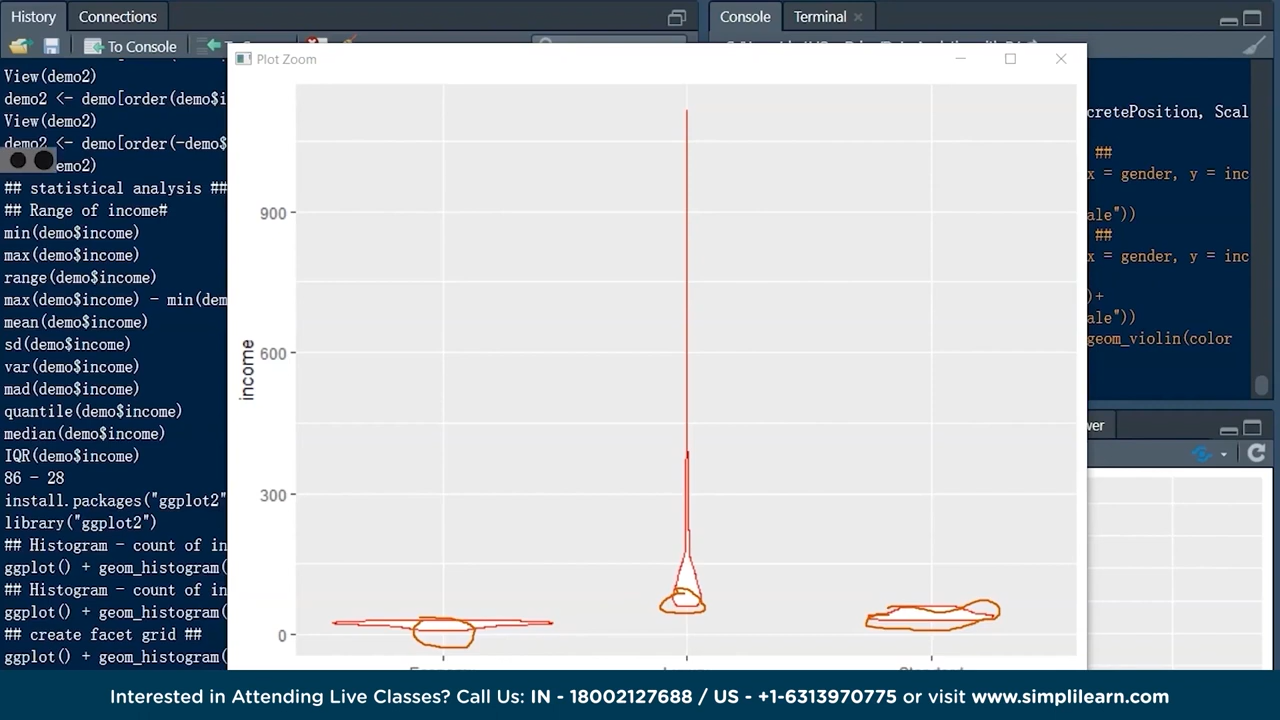 History
Connections
Console
Terminal
To Console
Plot Zoom
View(demo2)
demo2 <- demo[order(demo$i
View(demo2)
demo2 <- demo[order(-demo$
emo2)
## statistical analysis ##
## Range of income#
min(demo$income)
max(demo$income)
range(demo$income)
max(demo$income) - min(dem
mean(demo$income)
sd(demo$income)
var(demo$income)
mad(demo$income)
quantile(demo$income)
median(demo$income)
IQR(demo$income)
86 - 28
install.packages("ggplot2"
library("ggplot2")
## Histogram - count of in
ggplot() + geom_histogram(
## Histogram - count of in
ggplot() + geom_histogram(
## create facet grid ##
ggplot() + geom_histogram(
income
900
600
300
0
cretePosition, Scal
##
x = gender, y = inc
ale"))
##
x = gender, y = inc
)+
ale"))
geom_violin(color
wer
Interested in Attending Live Classes? Call Us: IN - 18002127688 / US - +1-6313970775 or visit www.simplilearn.com